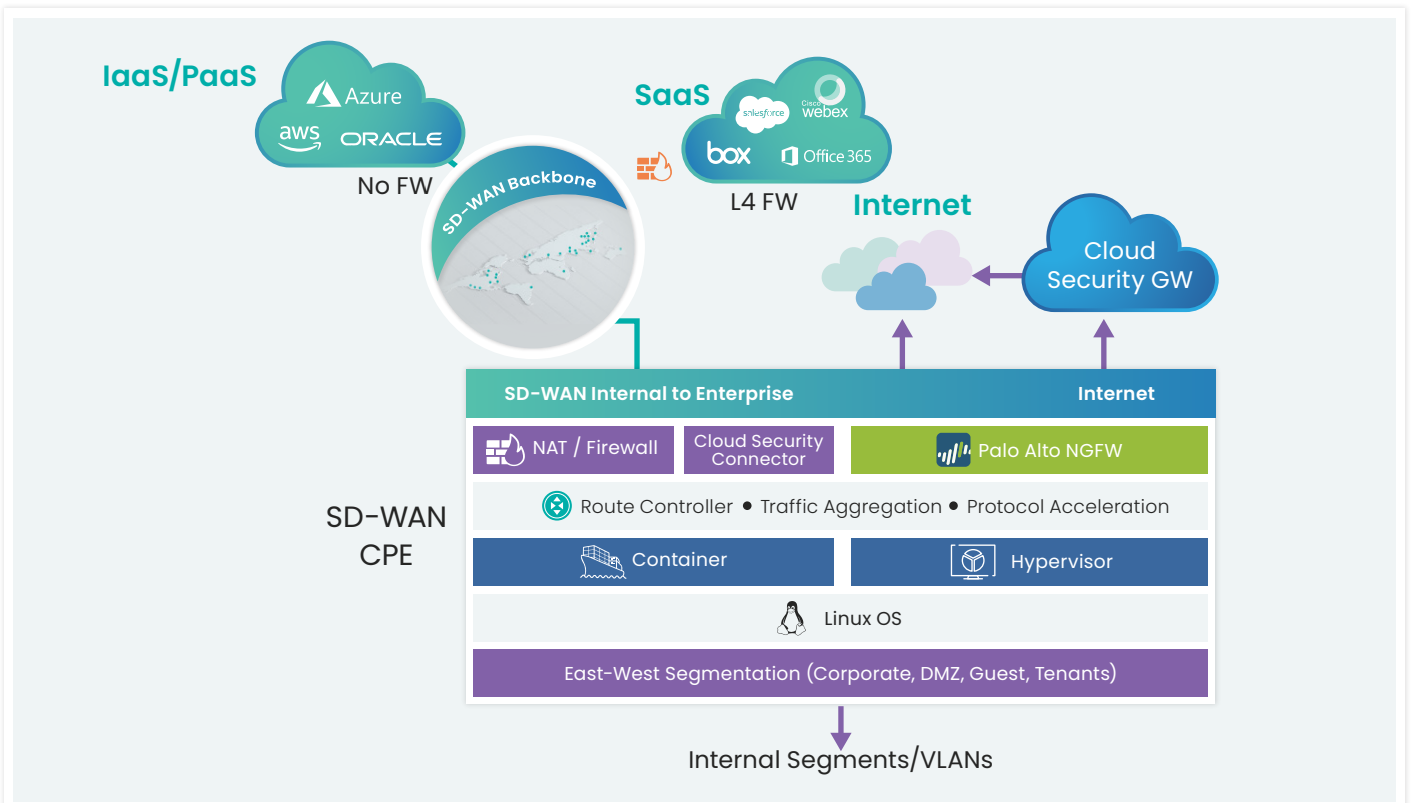 IaaS/PaaS
Azure
aws
ORACLE
No FW
SD-WAN Backbone
SaaS
salesforce
Cisco
webex
box
Office 365
L4 FW
Internet
Cloud
Security GW
SD-WAN Internal to Enterprise
Internet
NAT / Firewall
Cloud Security
Connector
Palo Alto NGFW
Route Controller • Traffic Aggregation • Protocol Acceleration
SD-WAN
CPE
Container
Hypervisor
Linux OS
East-West Segmentation (Corporate, DMZ, Guest, Tenants)
Internal Segments/VLANs